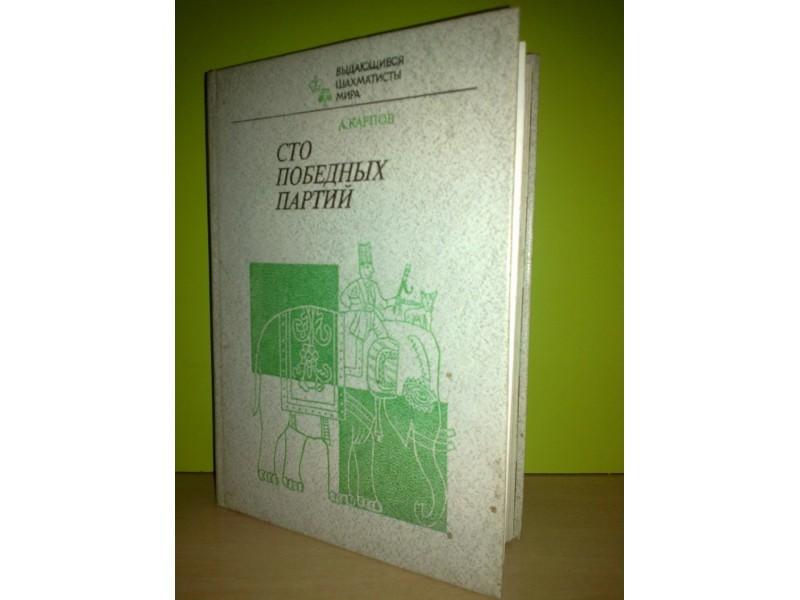 ВЫДАЮЩИЕСЯ
ШАХМАТИСТЫ
МИРА
А.КАРПОВ
СТО
ПОБЕДНЫХ
ПАРТИЙ